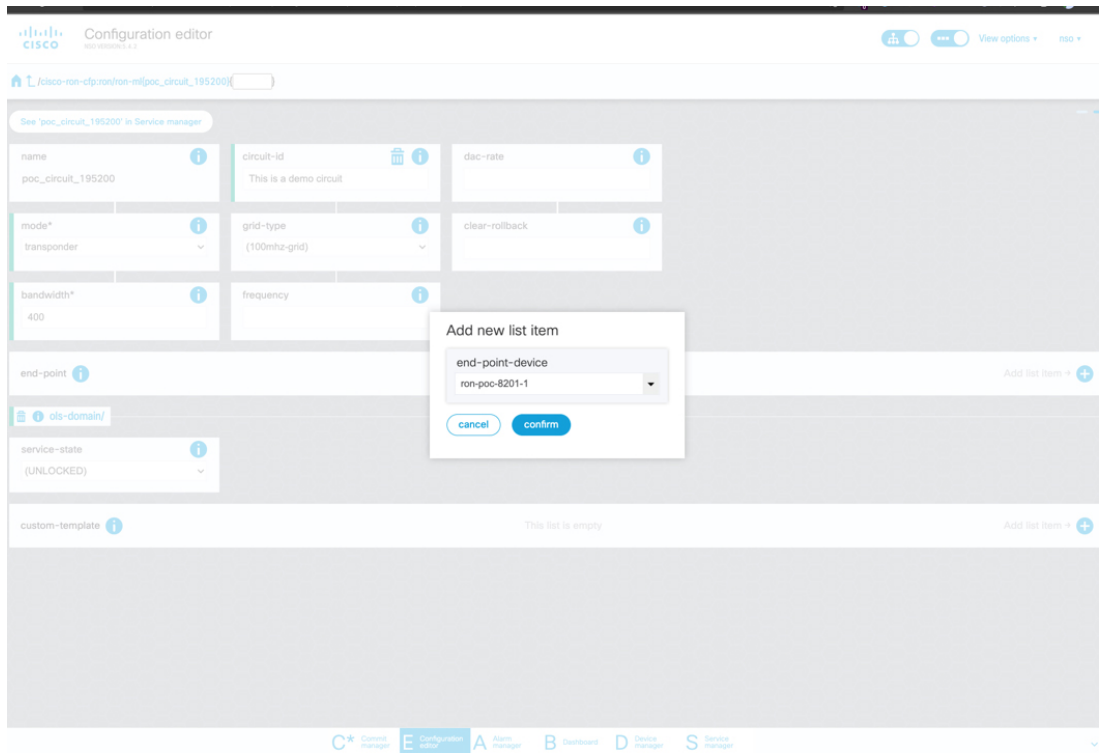 CISCO
Configuration editor
View options
nso
/cisco-ron-cfp:ron/ron-ml{poc_circuit_195200}{ }
See 'poc_circuit_195200' in Service manager
name
poc_circuit_195200
circuit-id
This is a demo circuit
dac-rate
mode*
transponder
grid-type
(100mhz-grid)
clear-rollback
bandwidth*
400
frequency
Add new list item
end-point-device
ron-poc-8201-1
cancel
confirm
end-point
Add list item
ols-domain/
service-state
(UNLOCKED)
custom-template
This list is empty
Add list item
C* Commit manager
E Configuration editor
A Alarm manager
B Dashboard
D Device manager
S Service manager